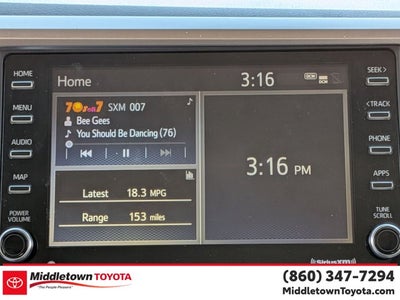 HOME
MENU
AUDIO
MAP
POWER
VOLUME
Home
3:16
DCM
70s on 7
SXM 007
Bee Gees
You Should Be Dancing (76)
Latest 18.3 MPG
Range 153 miles
3:16 PM
SEEK >
< TRACK
PHONE
APPS
TUNE
SCROLL
SiriusXM
Middletown TOYOTA
"The People Pleasers"
(860) 347-7294
MiddletownToyota.com